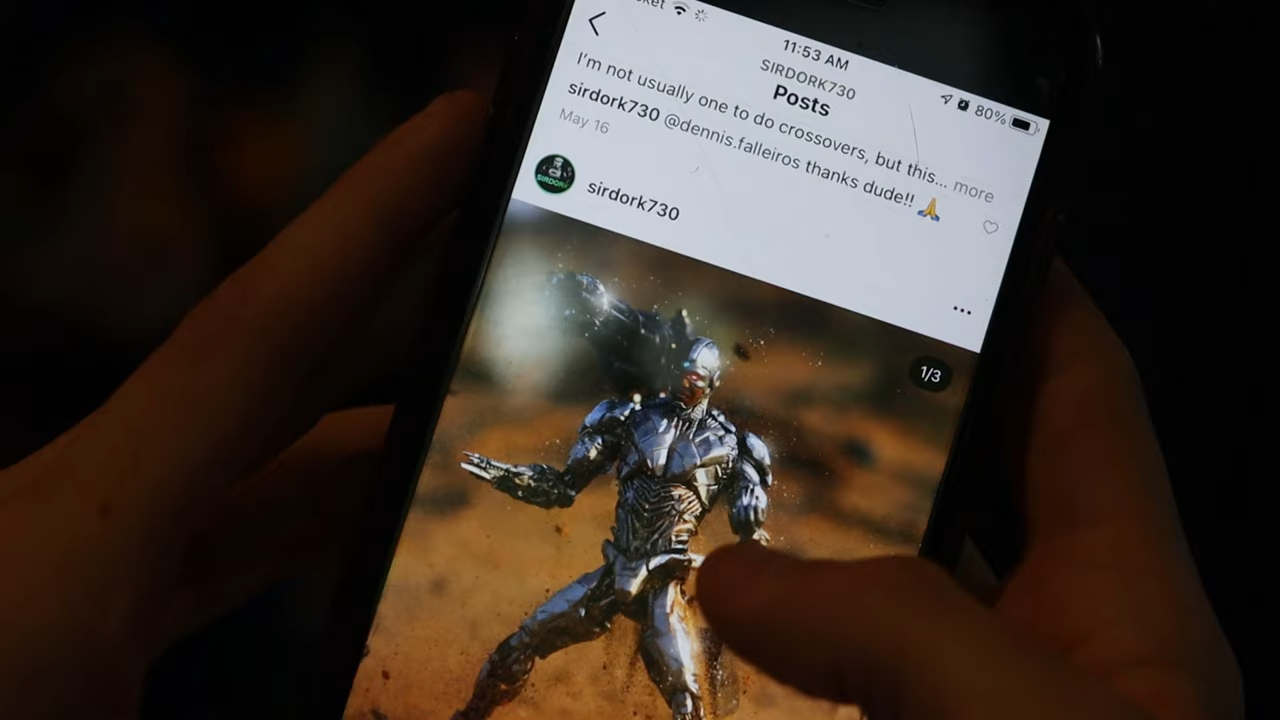 11:53 AM
80%
SIRDORK730
Posts
I'm not usually one to do crossovers, but this... more
sirdork730 @dennis.falleiros thanks dude!! 🙏
May 16
SIRDORK
sirdork730
1/3